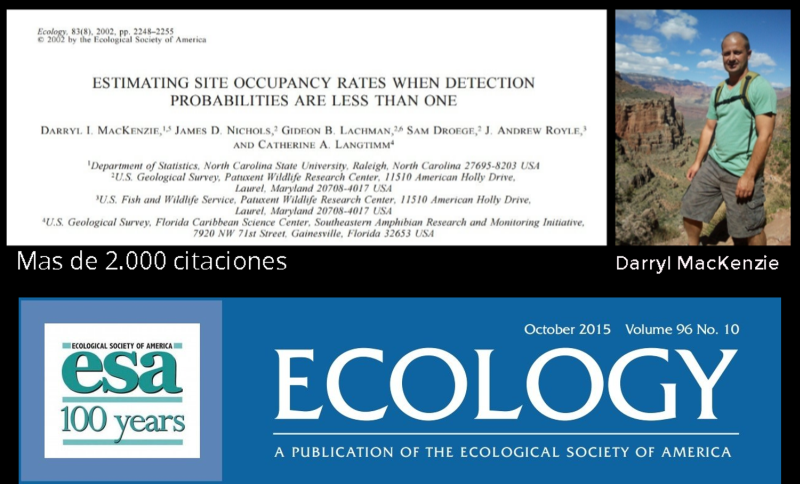 Ecology, 83(8), 2002, pp. 2248–2255
© 2002 by the Ecological Society of America
ESTIMATING SITE OCCUPANCY RATES WHEN DETECTION
PROBABILITIES ARE LESS THAN ONE
DARRYL I. MACKENZIE,1,5 JAMES D. NICHOLS,2 GIDEON B. LACHMAN,2,6 SAM DROEGE,2 J. ANDREW ROYLE,3
AND CATHERINE A. LANGTIMM4
1Department of Statistics, North Carolina State University, Raleigh, North Carolina 27695-8203 USA
2U.S. Geological Survey, Patuxent Wildlife Research Center, 11510 American Holly Drive,
Laurel, Maryland 20708-4017 USA
3U.S. Fish and Wildlife Service, Patuxent Wildlife Research Center, 11510 American Holly Drive,
Laurel, Maryland 20708-4017 USA
4U.S. Geological Survey, Florida Caribbean Science Center, Southeastern Amphibian Research and Monitoring Initiative,
7920 NW 71st Street, Gainesville, Florida 32653 USA
Mas de 2.000 citaciones
Darryl MacKenzie
ECOLOGICAL SOCIETY OF AMERICA
esa
100 years
October 2015 Volume 96 No. 10
ECOLOGY
A PUBLICATION OF THE ECOLOGICAL SOCIETY OF AMERICA